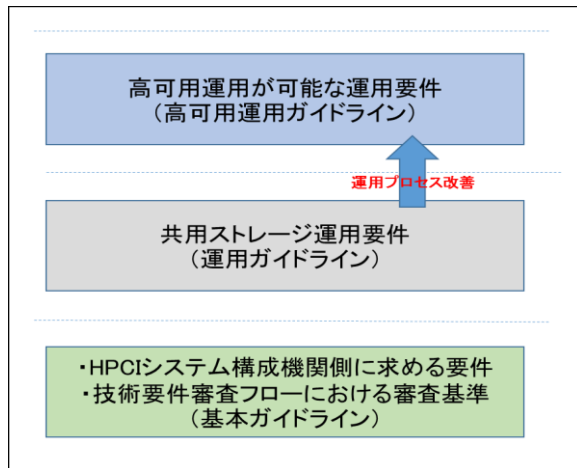 高可用運用が可能な運用要件
（高可用運用ガイドライン）
運用プロセス改善
共用ストレージ運用要件
（運用ガイドライン）
・HPCIシステム構成機関側に求める要件
・技術要件審査フローにおける審査基準
（基本ガイドライン）